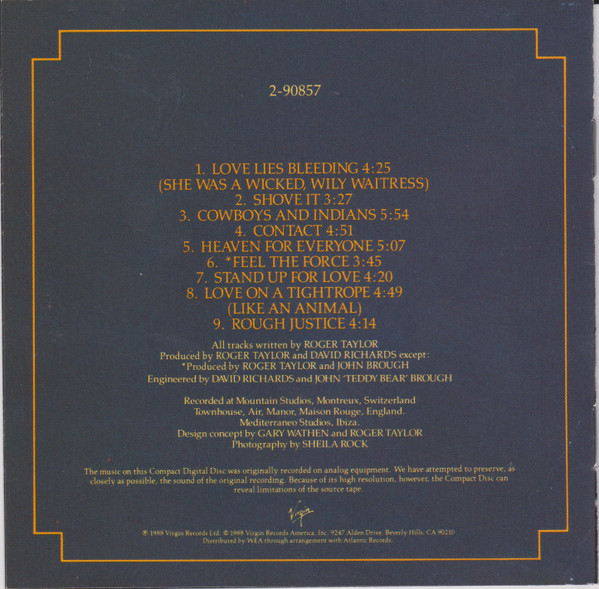 2-90857
1. LOVE LIES BLEEDING 4:25
(SHE WAS A WICKED, WILY WAITRESS)
2. SHOVE IT 3:27
3. COWBOYS AND INDIANS 5:54
4. CONTACT 4:51
5. HEAVEN FOR EVERYONE 5:07
6. *FEEL THE FORCE 3:45
7. STAND UP FOR LOVE 4:20
8. LOVE ON A TIGHTROPE 4:49
(LIKE AN ANIMAL)
9. ROUGH JUSTICE 4:14
All tracks written by ROGER TAYLOR
Produced by ROGER TAYLOR and DAVID RICHARDS except:
*Produced by ROGER TAYLOR and JOHN BROUGH
Engineered by DAVID RICHARDS and JOHN 'TEDDY BEAR' BROUGH
Recorded at Mountain Studios, Montreux, Switzerland
Townhouse, Air, Manor, Maison Rouge, England.
Mediterraneo Studios, Ibiza.
Design concept by GARY WATHEN and ROGER TAYLOR
Photography by SHEILA ROCK
The music on this Compact Digital Disc was originally recorded on analog equipment. We have attempted to preserve, as
closely as possible, the sound of the original recording. Because of its high resolution, however, the Compact Disc can
reveal limitations of the source tape.
Virgin
℗ 1988 Virgin Records Ltd. © 1988 Virgin Records America, Inc. 9247 Alden Drive, Beverly Hills, CA 90210
Distributed by WEA through arrangement with Atlantic Records